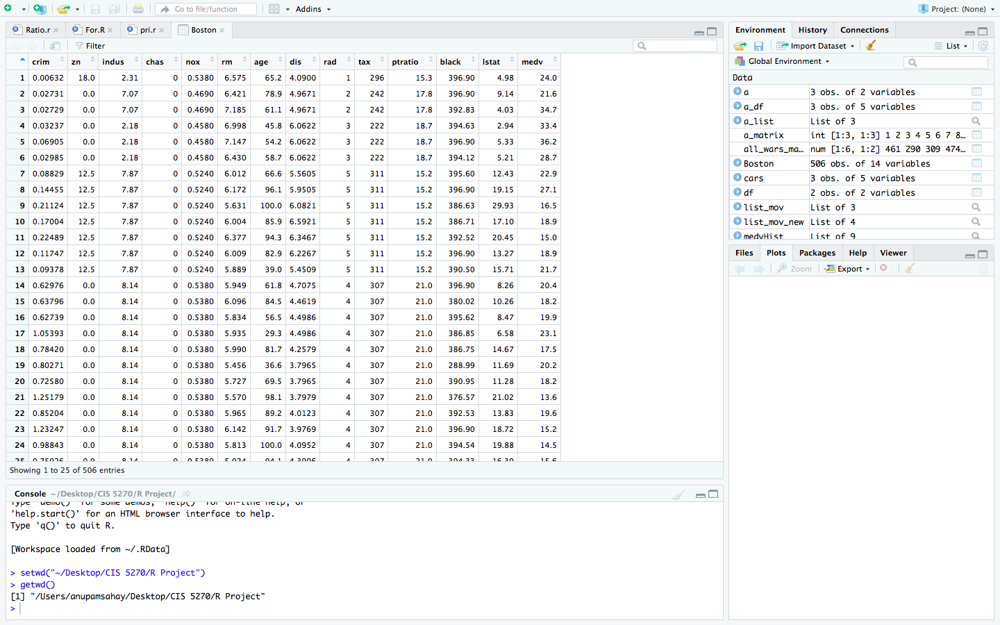 Go to file/function Addins Project: (None)
Ratio.r For.R pri.r Boston
Filter
crim zn indus chas nox rm age dis rad tax ptratio black lstat medv
1 0.00632 18.0 2.31 0 0.5380 6.575 65.2 4.0900 1 296 15.3 396.90 4.98 24.0
2 0.02731 0.0 7.07 0 0.4690 6.421 78.9 4.9671 2 242 17.8 396.90 9.14 21.6
3 0.02729 0.0 7.07 0 0.4690 7.185 61.1 4.9671 2 242 17.8 392.83 4.03 34.7
4 0.03237 0.0 2.18 0 0.4580 6.998 45.8 6.0622 3 222 18.7 394.63 2.94 33.4
5 0.06905 0.0 2.18 0 0.4580 7.147 54.2 6.0622 3 222 18.7 396.90 5.33 36.2
6 0.02985 0.0 2.18 0 0.4580 6.430 58.7 6.0622 3 222 18.7 394.12 5.21 28.7
7 0.08829 12.5 7.87 0 0.5240 6.012 66.6 5.5605 5 311 15.2 395.60 12.43 22.9
8 0.14455 12.5 7.87 0 0.5240 6.172 96.1 5.9505 5 311 15.2 396.90 19.15 27.1
9 0.21124 12.5 7.87 0 0.5240 5.631 100.0 6.0821 5 311 15.2 386.63 29.93 16.5
10 0.17004 12.5 7.87 0 0.5240 6.004 85.9 6.5921 5 311 15.2 386.71 17.10 18.9
11 0.22489 12.5 7.87 0 0.5240 6.377 94.3 6.3467 5 311 15.2 392.52 20.45 15.0
12 0.11747 12.5 7.87 0 0.5240 6.009 82.9 6.2267 5 311 15.2 396.90 13.27 18.9
13 0.09378 12.5 7.87 0 0.5240 5.889 39.0 5.4509 5 311 15.2 390.50 15.71 21.7
14 0.62976 0.0 8.14 0 0.5380 5.949 61.8 4.7075 4 307 21.0 396.90 8.26 20.4
15 0.63796 0.0 8.14 0 0.5380 6.096 84.5 4.4619 4 307 21.0 380.02 10.26 18.2
16 0.62739 0.0 8.14 0 0.5380 5.834 56.5 4.4986 4 307 21.0 395.62 8.47 19.9
17 1.05393 0.0 8.14 0 0.5380 5.935 29.3 4.4986 4 307 21.0 386.85 6.58 23.1
18 0.78420 0.0 8.14 0 0.5380 5.990 81.7 4.2579 4 307 21.0 386.75 14.67 17.5
19 0.80271 0.0 8.14 0 0.5380 5.456 36.6 3.7965 4 307 21.0 288.99 11.69 20.2
20 0.72580 0.0 8.14 0 0.5380 5.727 69.5 3.7965 4 307 21.0 390.95 11.28 18.2
21 1.25179 0.0 8.14 0 0.5380 5.570 98.1 3.7979 4 307 21.0 376.57 21.02 13.6
22 0.85204 0.0 8.14 0 0.5380 5.965 89.2 4.0123 4 307 21.0 392.53 13.83 19.6
23 1.23247 0.0 8.14 0 0.5380 6.142 91.7 3.9769 4 307 21.0 396.90 18.72 15.2
24 0.98843 0.0 8.14 0 0.5380 5.813 100.0 4.0952 4 307 21.0 394.54 19.88 14.5
25 0.75026 0.0 8.14 0 0.5380 5.924 94.1 4.3996 4 307 21.0 394.33 16.30 15.6
Showing 1 to 25 of 506 entries
Console ~/Desktop/CIS 5270/R Project/
Type 'demo()' for some demos, 'help()' for on-line help, or
'help.start()' for an HTML browser interface to help.
Type 'q()' to quit R.
[Workspace loaded from ~/.RData]
> setwd("~/Desktop/CIS 5270/R Project")
> getwd()
[1] "/Users/anupamsahay/Desktop/CIS 5270/R Project"
>
Environment History Connections
Import Dataset List
Global Environment
Data
a 3 obs. of 2 variables
a_df 3 obs. of 5 variables
a_list List of 3
a_matrix int [1:3, 1:3] 1 2 3 4 5 6 7 8…
all_wars_ma… num [1:6, 1:2] 461 290 309 474…
Boston 506 obs. of 14 variables
cars 3 obs. of 5 variables
df 2 obs. of 2 variables
list_mov List of 3
list_mov_new List of 4
medvHist List of 9
Files Plots Packages Help Viewer
Zoom Export